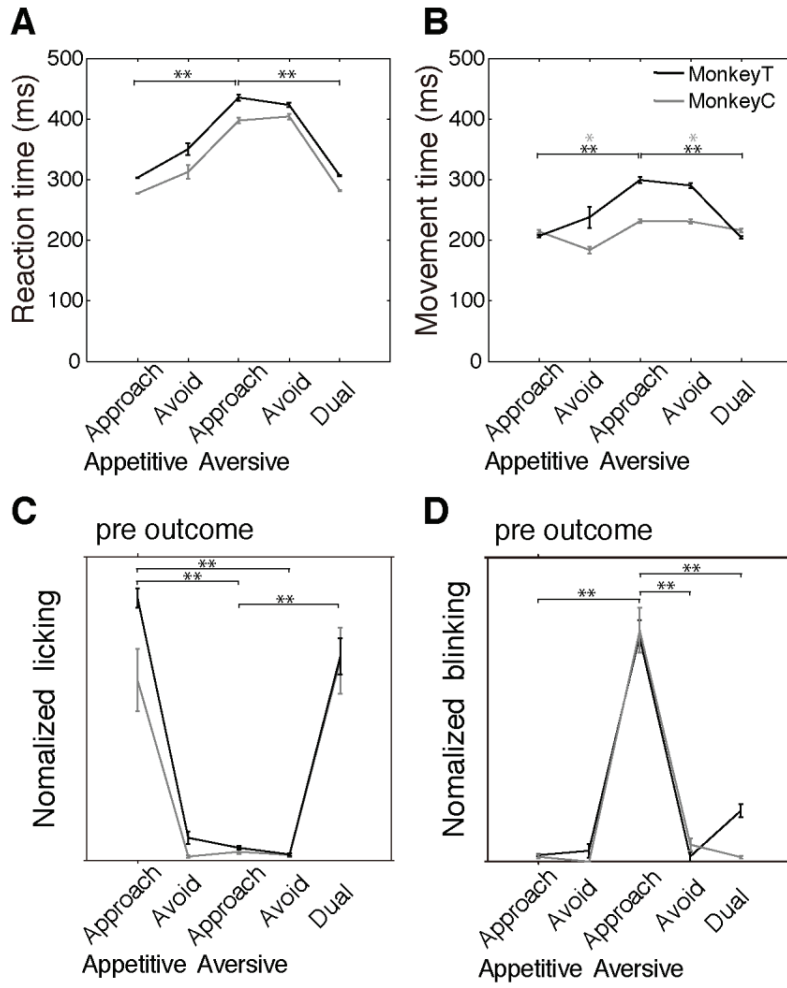 A
Reaction time (ms)
500
400
300
200
100
0
** **
Approach Avoid Approach Avoid Dual
Appetitive Aversive
B
Movement time (ms)
500
400
300
200
100
0
MonkeyT
MonkeyC
* *
** **
Approach Avoid Approach Avoid Dual
Appetitive Aversive
C
pre outcome
Nomalized licking
**
**
**
Approach Avoid Approach Avoid Dual
Appetitive Aversive
D
pre outcome
Nomalized blinking
**
** **
Approach Avoid Approach Avoid Dual
Appetitive Aversive